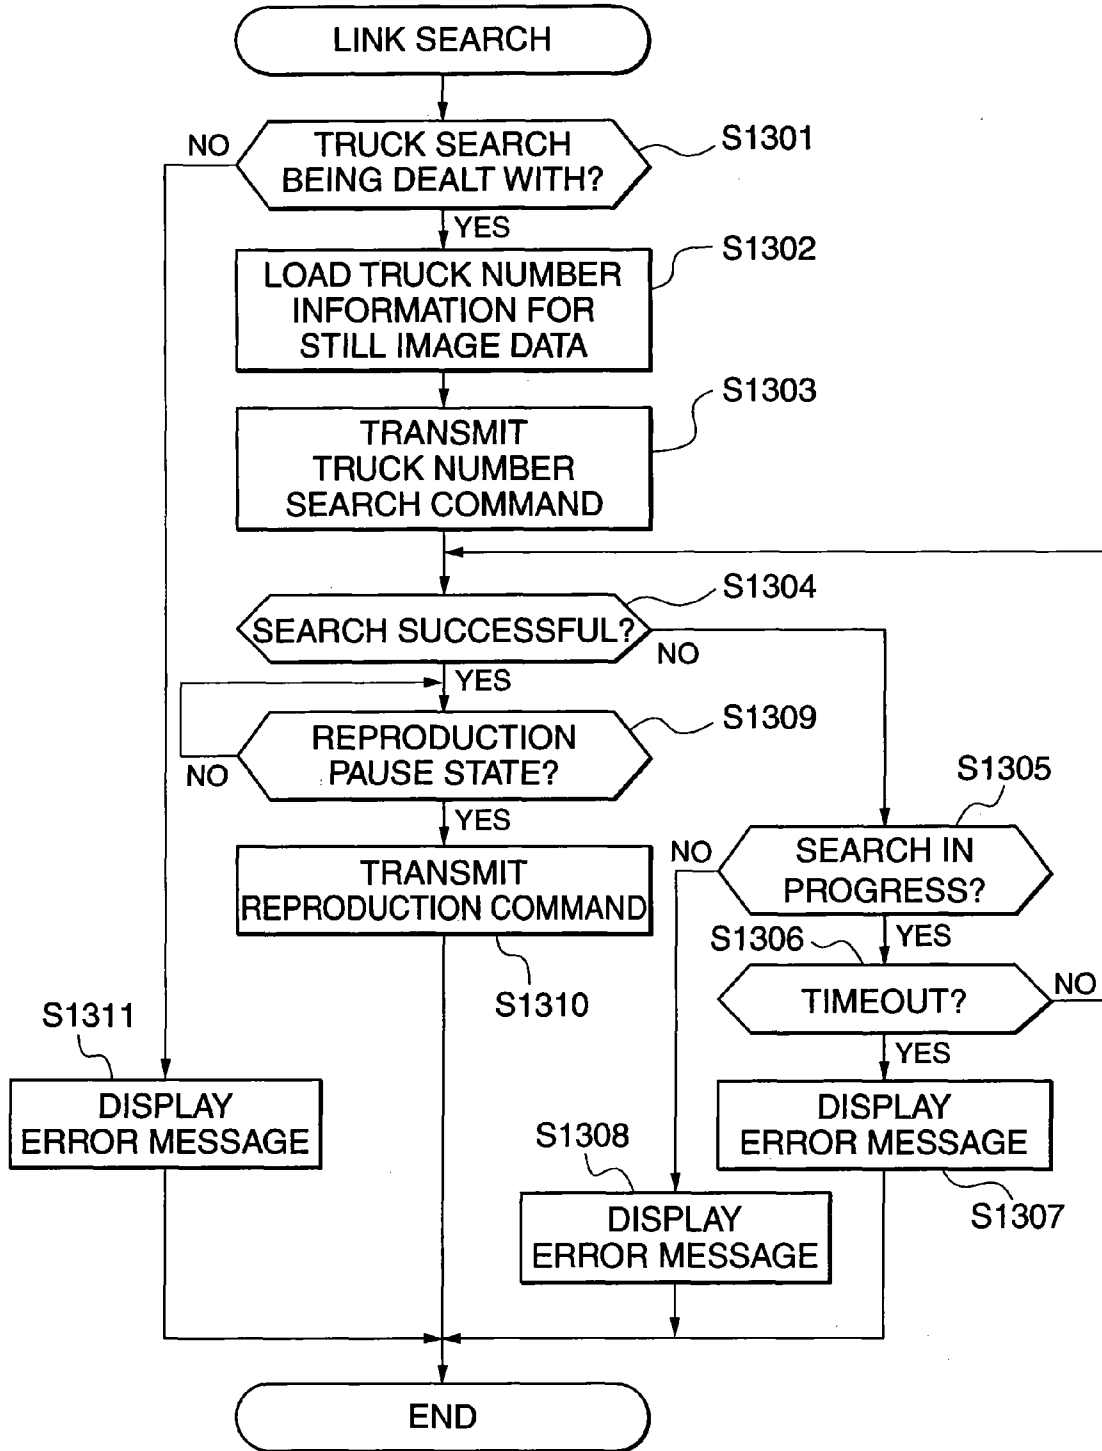 LINK SEARCH
NO
TRUCK SEARCH
BEING DEALT WITH?
S1301
YES
S1302
LOAD TRUCK NUMBER
INFORMATION FOR
STILL IMAGE DATA
S1303
TRANSMIT
TRUCK NUMBER
SEARCH COMMAND
S1304
SEARCH SUCCESSFUL?
NO
YES
S1309
REPRODUCTION
PAUSE STATE?
NO
YES
S1305
NO
SEARCH IN
PROGRESS?
TRANSMIT
REPRODUCTION COMMAND
S1310
YES
S1306
TIMEOUT?
NO
YES
S1311
DISPLAY
ERROR MESSAGE
DISPLAY
ERROR MESSAGE
S1307
S1308
DISPLAY
ERROR MESSAGE
END